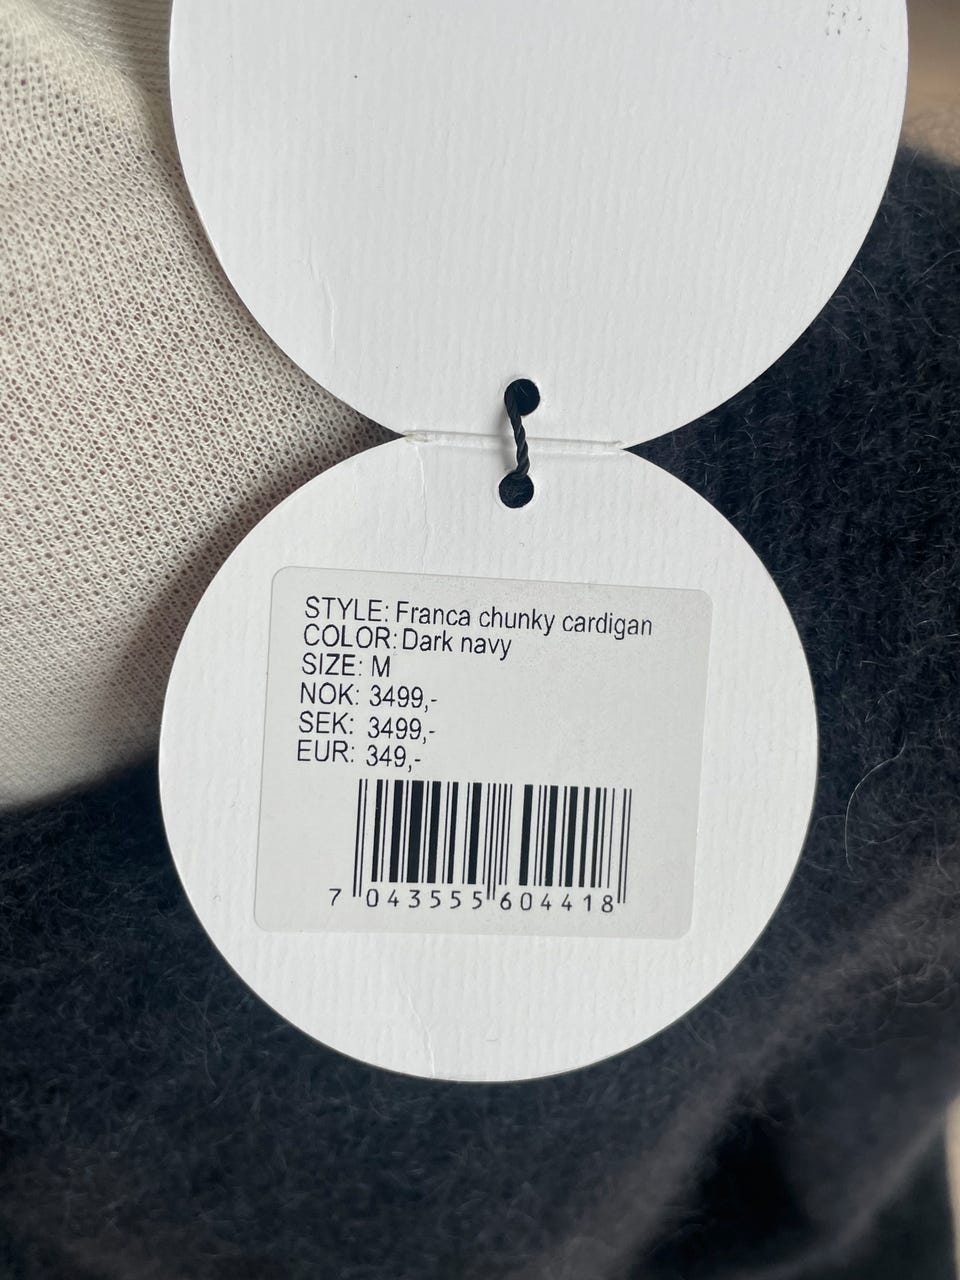 STYLE: Franca chunky cardigan
COLOR: Dark navy
SIZE: M
NOK: 3499,-
SEK: 3499,-
EUR: 349,-
7 043555 604418